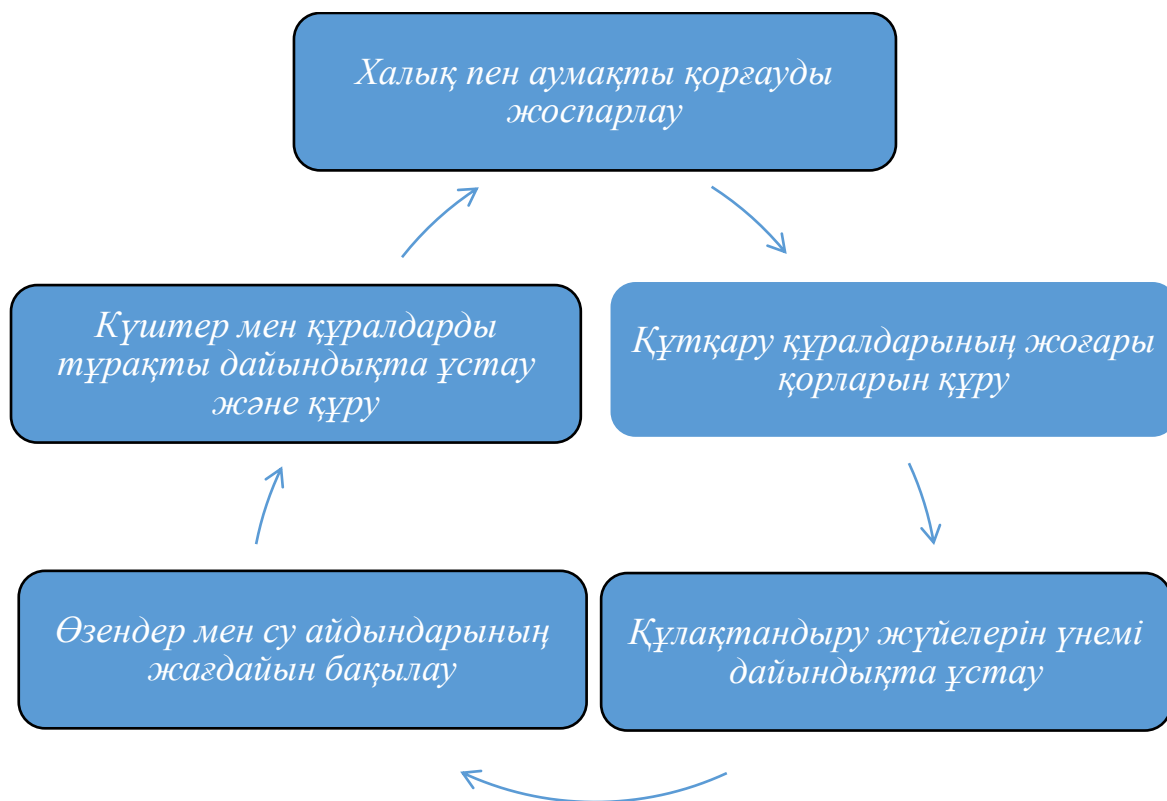 Халық пен аумақты қорғауды
жоспарлау
Құтқару құралдарының жоғары
қорларын құру
Құлақтандыру жүйелерін үнемі
дайындықта ұстау
Өзендер мен су айдындарының
жағдайын бақылау
Күштер мен құралдарды
тұрақты дайындықта ұстау
және құру